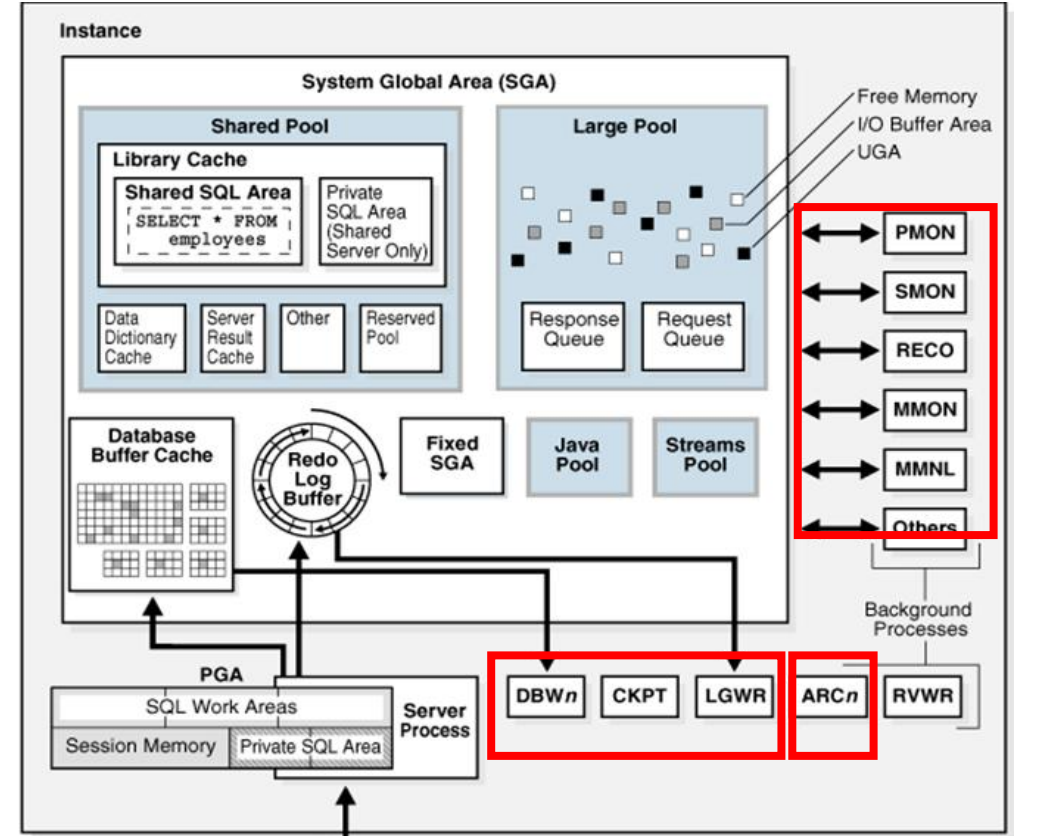 Instance
System Global Area (SGA)
Shared Pool
Library Cache
Shared SQL Area
SELECT * FROM
employees
Private
SQL Area
(Shared
Server Only)
Data
Dictionary
Cache
Server
Result
Cache
Other
Reserved
Pool
Large Pool
Response
Queue
Request
Queue
Free Memory
I/O Buffer Area
UGA
Database
Buffer Cache
Redo
Log
Buffer
Fixed
SGA
Java
Pool
Streams
Pool
PMON
SMON
RECO
MMON
MMNL
Others
Background
Processes
PGA
SQL Work Areas
Session Memory
Private SQL Area
Server
Process
DBWn
CKPT
LGWR
ARCn
RVWR